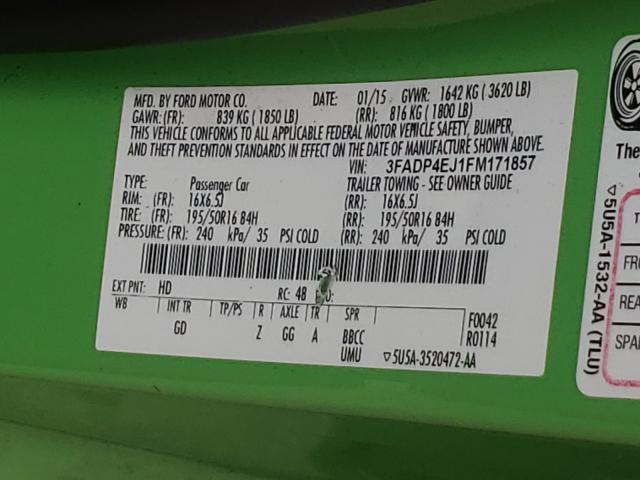 MFD. BY FORD MOTOR CO. DATE: 01/15 GVWR: 1642 KG ( 3620 LB)
GAWR: (FR): 839 KG ( 1850 LB) (RR): 816 KG ( 1800 LB)
THIS VEHICLE CONFORMS TO ALL APPLICABLE FEDERAL MOTOR VEHICLE SAFETY, BUMPER,
AND THEFT PREVENTION STANDARDS IN EFFECT ON THE DATE OF MANUFACTURE SHOWN ABOVE.
VIN: 3FADP4EJ1FM171857
TYPE: Passenger Car TRAILER TOWING - SEE OWNER GUIDE
RIM: (FR): 16X6.5J (RR): 16X6.5J
TIRE: (FR): 195/50R16 84H (RR): 195/50R16 84H
PRESSURE: (FR): 240 kPa/ 35 PSI COLD (RR): 240 kPa/ 35 PSI COLD
EXT PNT: HD RC: 48
WB INT TR TP/PS R AXLE TR SPR F0042
GD Z GG A BBCC R0114
UMU ▽5U5A-3520472-AA
▽5U5A-1532-AA (TLU)
The
T
FRO
REA
SPA